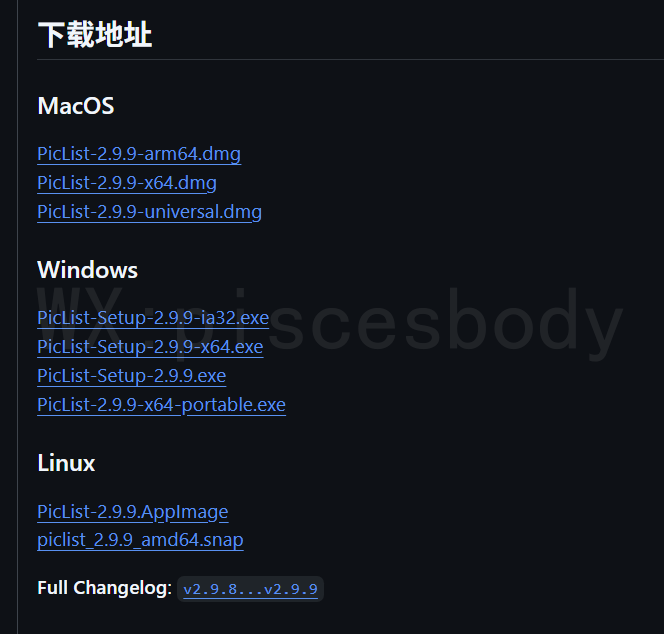 下载地址
MacOS
PicList-2.9.9-arm64.dmg
PicList-2.9.9-x64.dmg
PicList-2.9.9-universal.dmg
Windows
WX:piscesbody
PicList-Setup-2.9.9-ia32.exe
PicList-Setup-2.9.9-x64.exe
PicList-Setup-2.9.9.exe
PicList-2.9.9-x64-portable.exe
Linux
PicList-2.9.9.AppImage
piclist_2.9.9_amd64.snap
Full Changelog: v2.9.8...v2.9.9